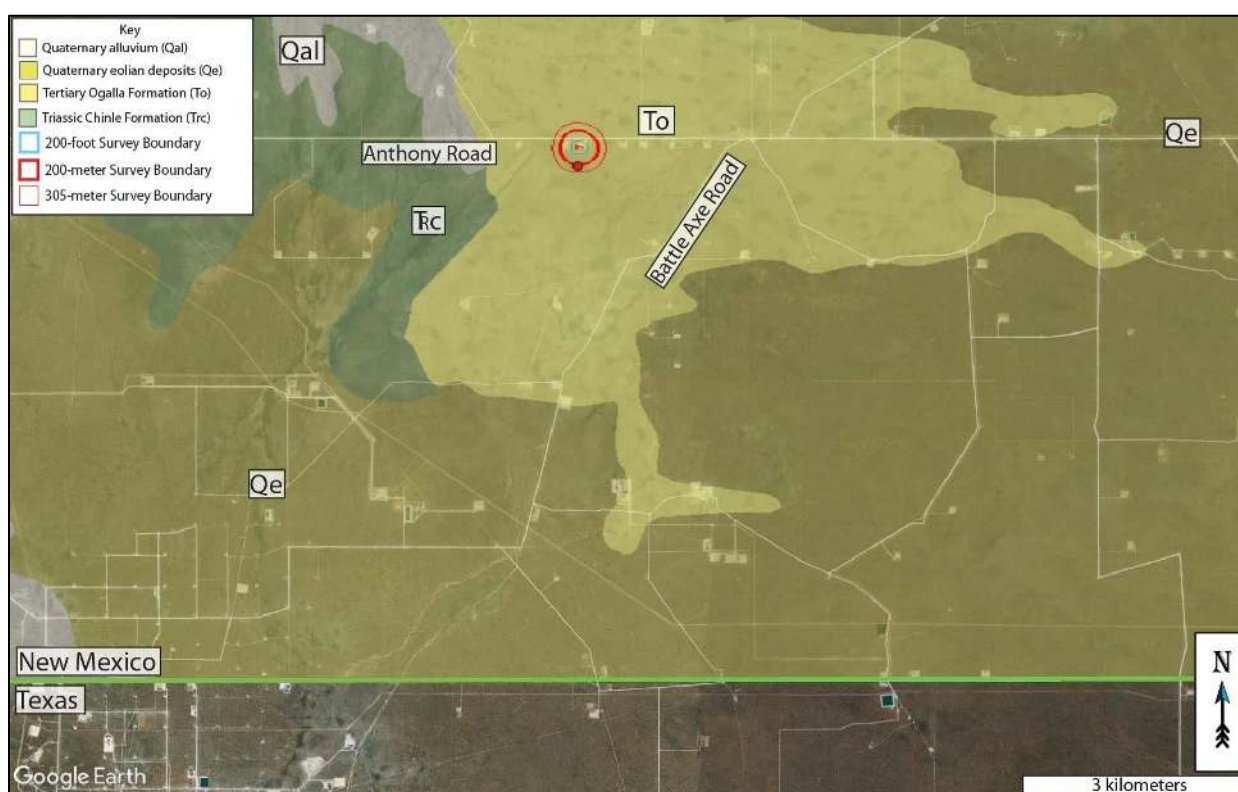 Key
Quaternary alluvium (Qal)
Quaternary eolian deposits (Qe)
Tertiary Ogalla Formation (To)
Triassic Chinle Formation (Trc)
200-foot Survey Boundary
200-meter Survey Boundary
305-meter Survey Boundary
Qal
To
Qe
Anthony Road
Battle Axe Road
TRc
Qe
New Mexico
Texas
N
Google Earth
3 kilometers